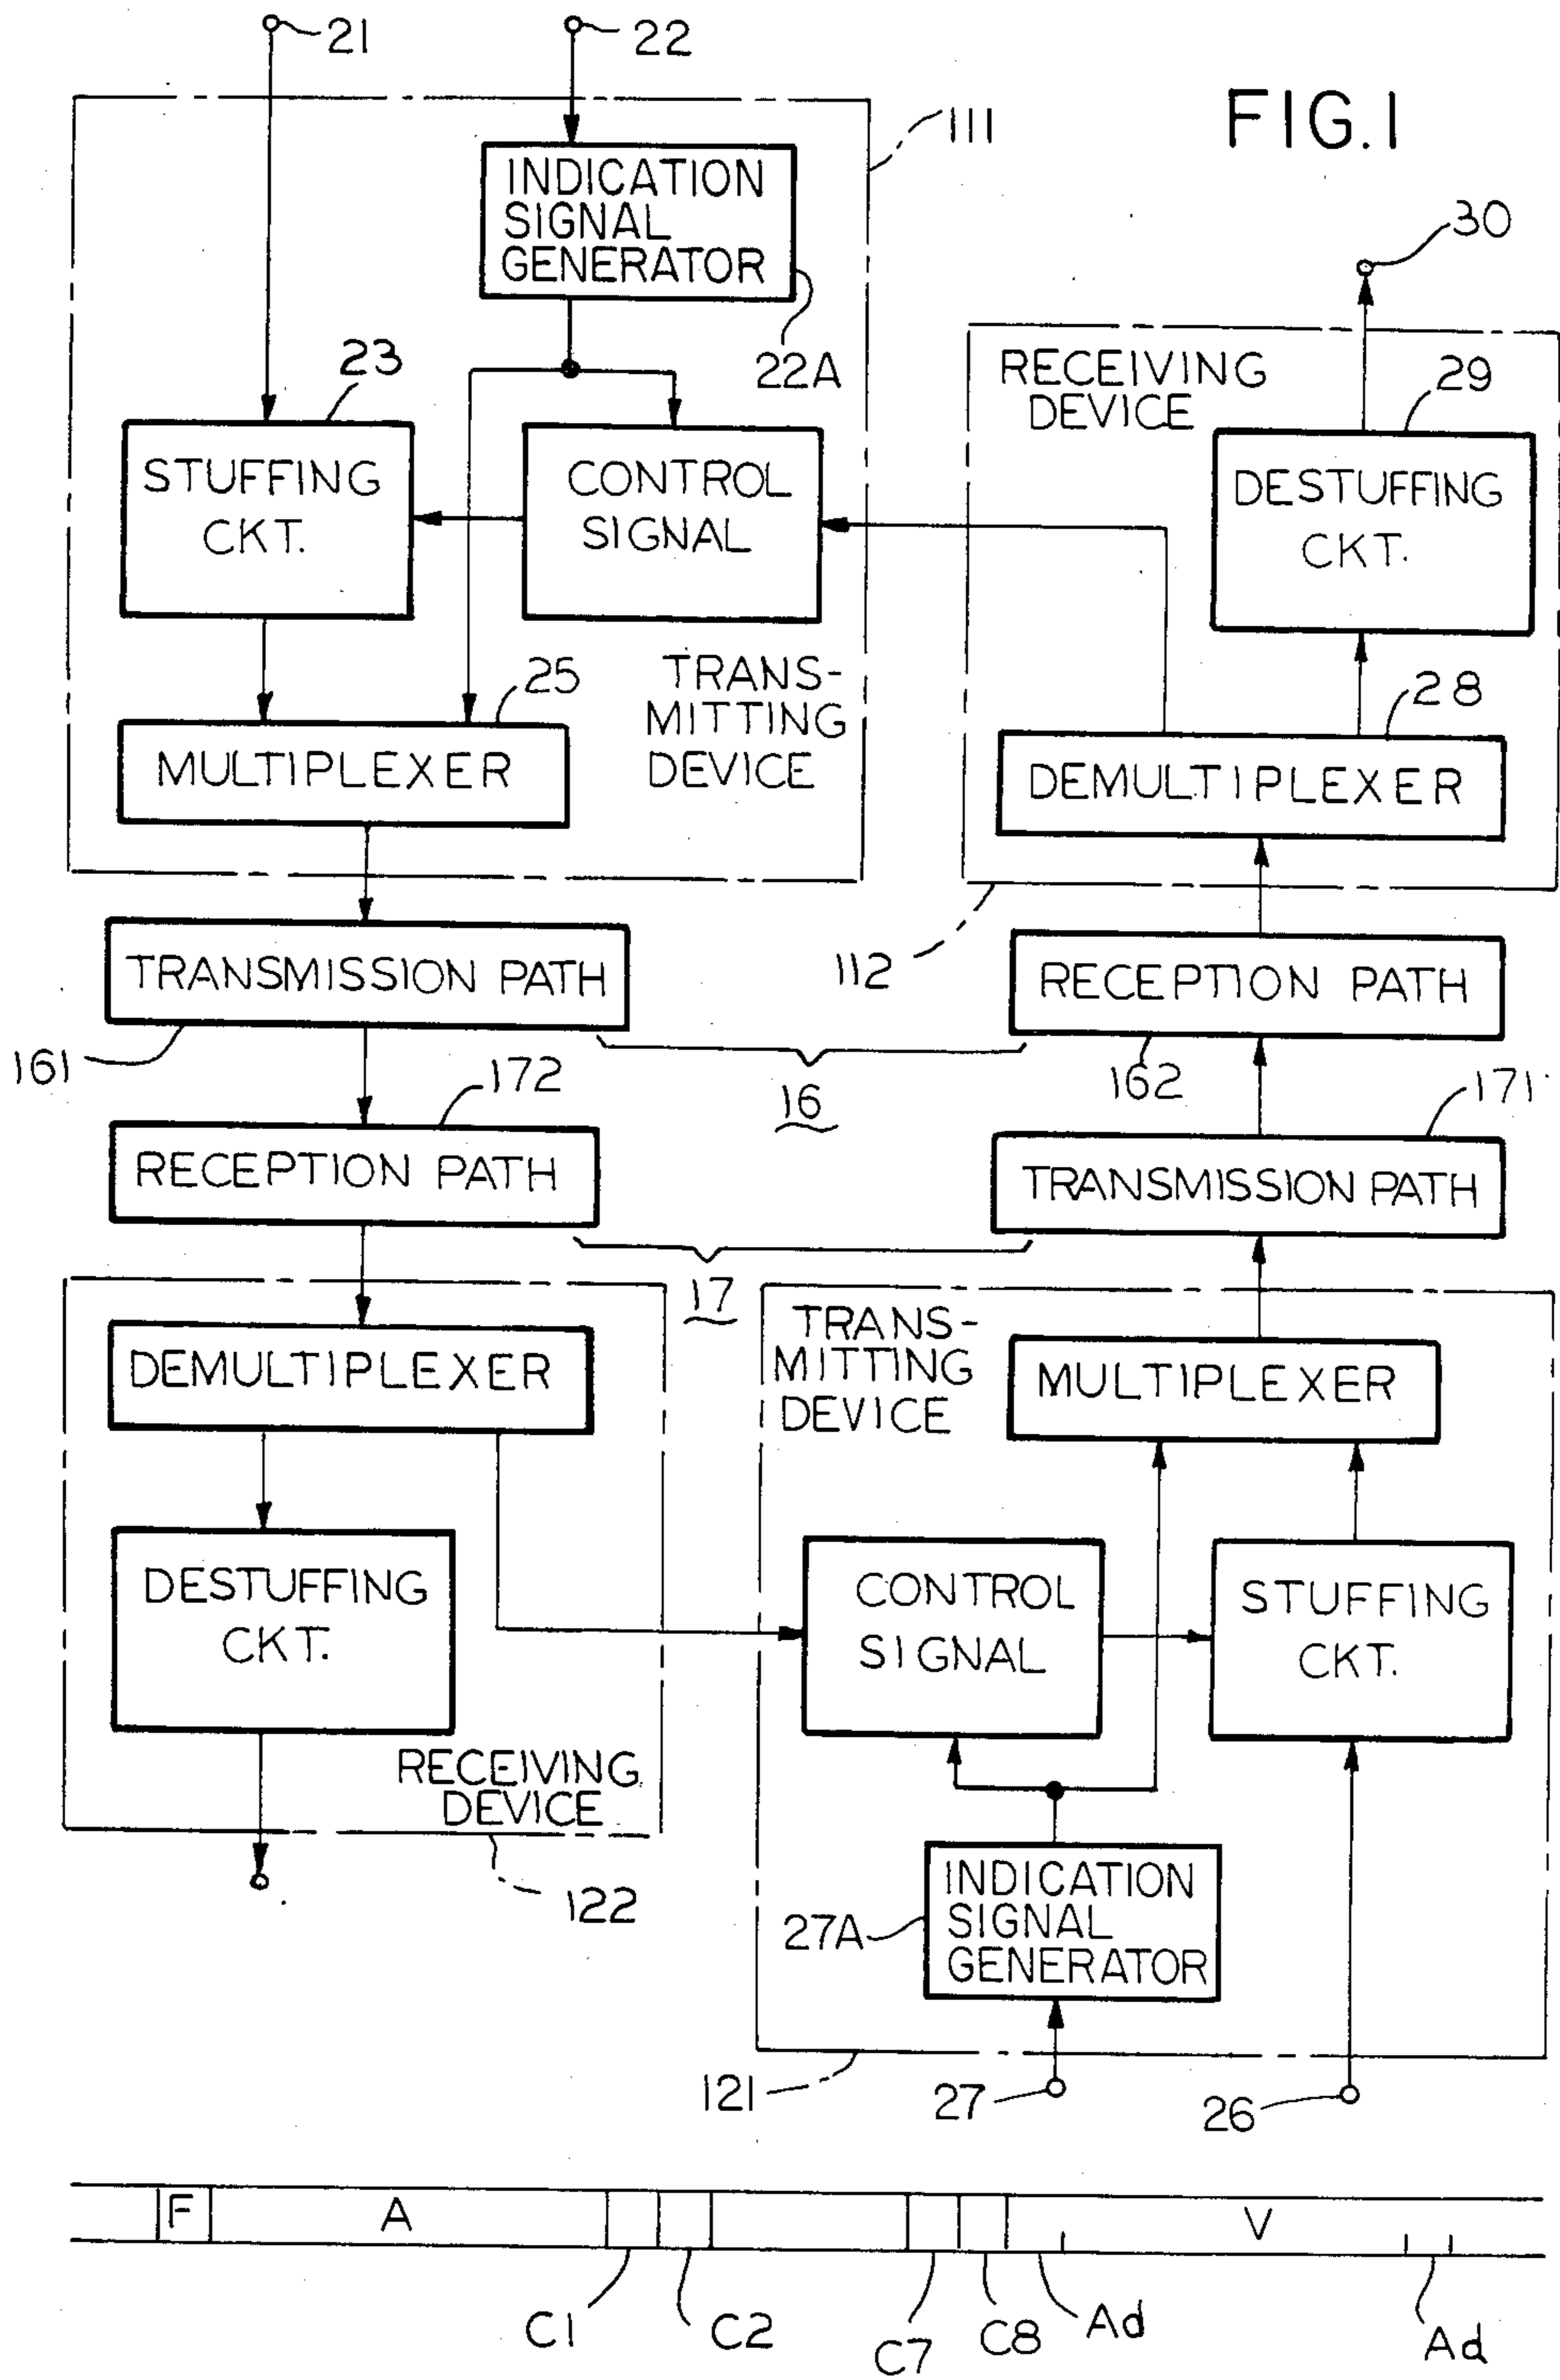 21
22
FIG.1
111
INDICATION
SIGNAL
GENERATOR
22A
30
23
RECEIVING
DEVICE
29
STUFFING
CKT.
CONTROL
SIGNAL
DESTUFFING
CKT.
25
TRANS-
MITTING
DEVICE
28
MULTIPLEXER
DEMULTIPLEXER
112
TRANSMISSION PATH
RECEPTION PATH
161
172
16
162
171
RECEPTION PATH
TRANSMISSION PATH
17
TRANS-
MITTING
DEVICE
DEMULTIPLEXER
MULTIPLEXER
DESTUFFING
CKT.
CONTROL
SIGNAL
STUFFING
CKT.
RECEIVING
DEVICE
122
27A
INDICATION
SIGNAL
GENERATOR
121
27
26
F
A
V
C1
C2
C7
C8
Ad
Ad